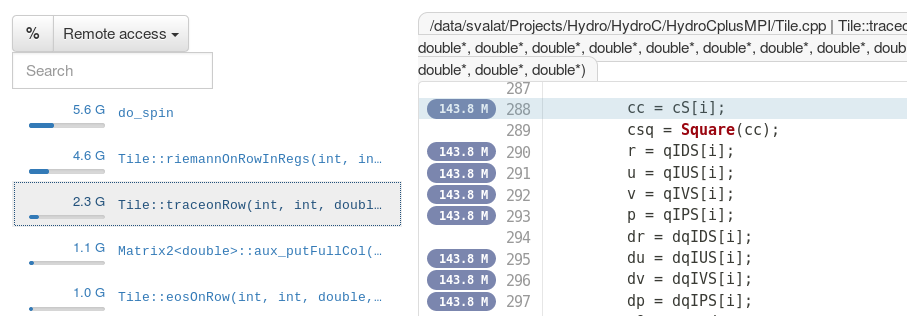 % Remote access
Search
5.6 G do_spin
4.6 G Tile::riemannOnRowInRegs(int, in…
2.3 G Tile::traceonRow(int, int, doubl…
1.1 G Matrix2<double>::aux_putFullCol(…
1.0 G Tile::eosOnRow(int, int, double,…
/data/svalat/Projects/Hydro/HydroC/HydroCplusMPI/Tile.cpp | Tile::traceo
double*, double*, double*, double*, double*, double*, double*, double*, doub
double*, double*, double*)
287
143.8 M 288 cc = cS[i];
289 csq = Square(cc);
143.8 M 290 r = qIDS[i];
143.8 M 291 u = qIUS[i];
143.8 M 292 v = qIVS[i];
143.8 M 293 p = qIPS[i];
294 dr = dqIDS[i];
143.8 M 295 du = dqIUS[i];
143.8 M 296 dv = dqIVS[i];
143.8 M 297 dp = dqIPS[i];